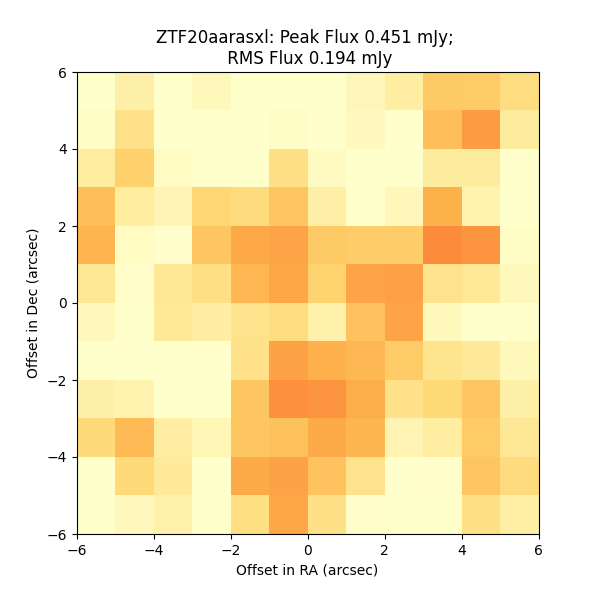 ZTF20aarasxl: Peak Flux 0.451 mJy;
RMS Flux 0.194 mJy
6
4
2
0
−2
−4
−6
Offset in Dec (arcsec)
−6 −4 −2 0 2 4 6
Offset in RA (arcsec)